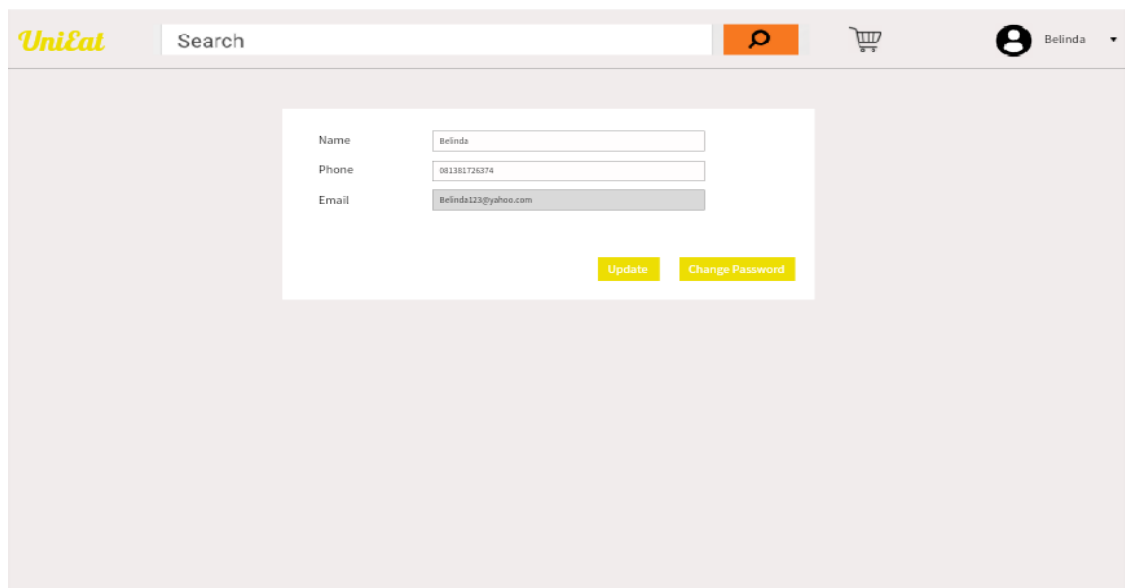 UniEat Search Belinda
Name Belinda
Phone 081381726374
Email Belinda123@yahoo.com
Update Change Password